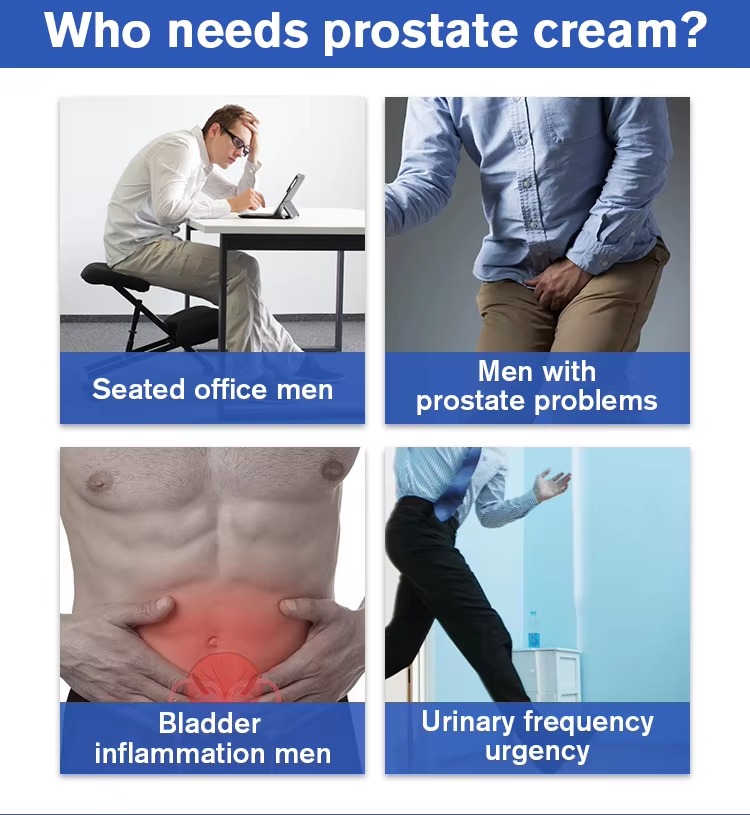 Who needs prostate cream?
Seated office men
Men with
prostate problems
Bladder
inflammation men
Urinary frequency
urgency